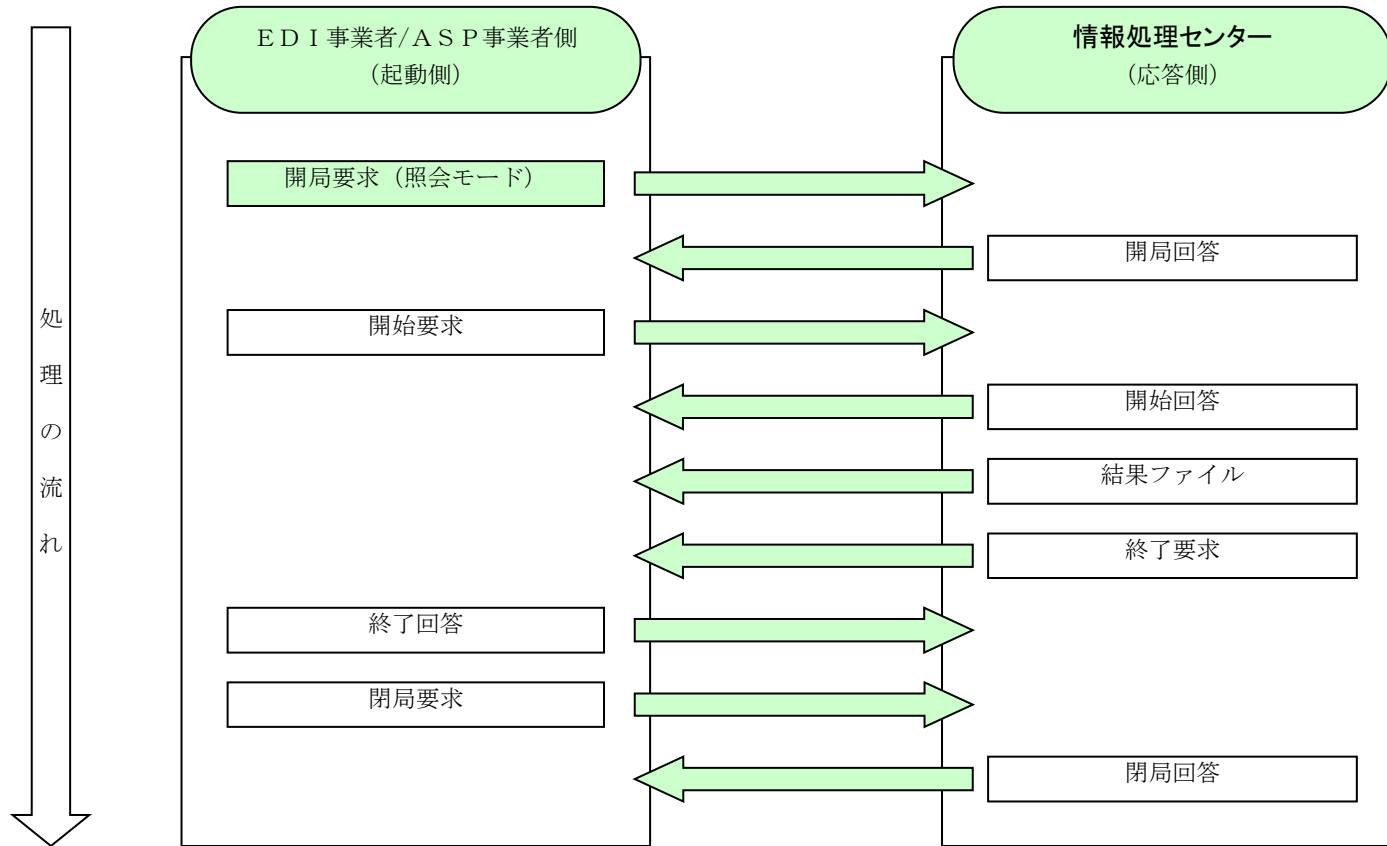 ＥＤＩ事業者/ＡＳＰ事業者側
（起動側）
情報処理センター
（応答側）
開局要求（照会モード）
開局回答
開始要求
開始回答
結果ファイル
終了要求
終了回答
閉局要求
閉局回答
処理の流れ